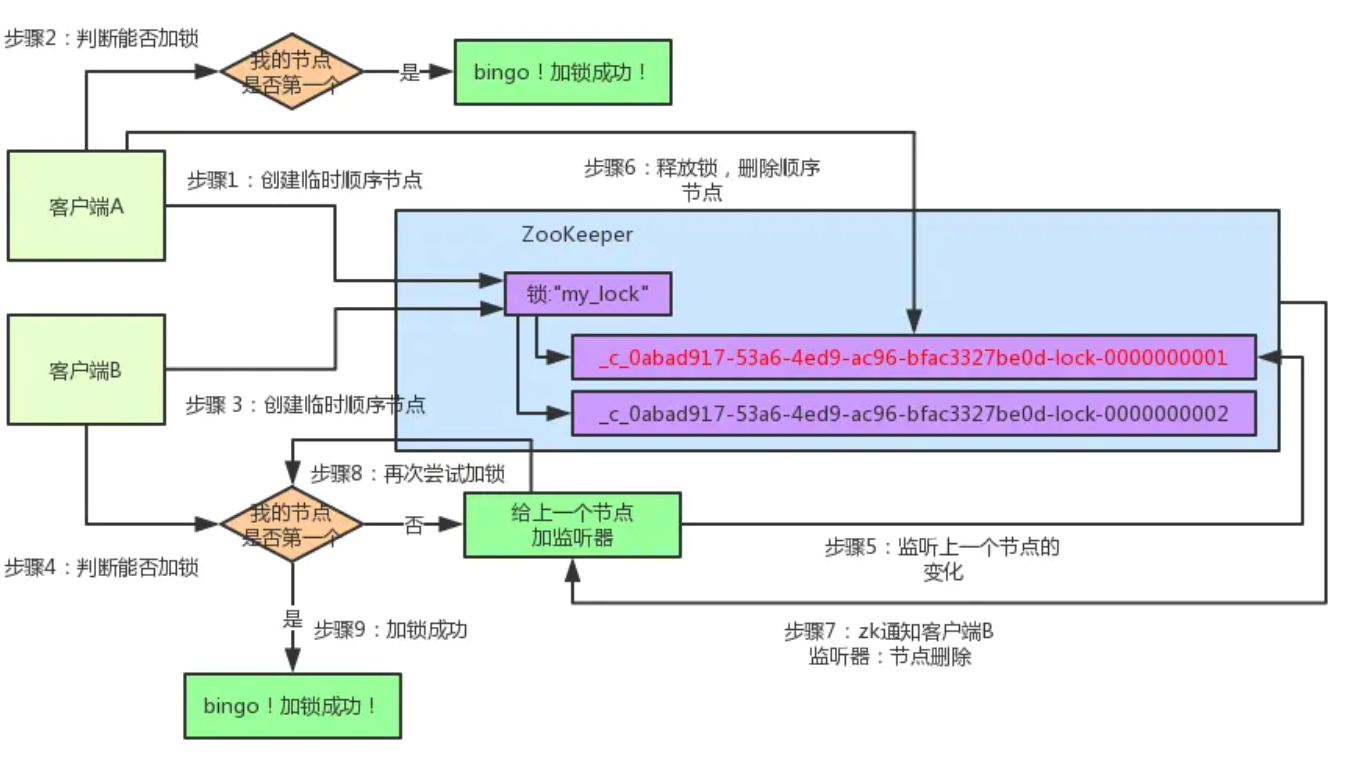 步骤2：判断能否加锁
我的节点
是否第一个
是
bingo！加锁成功！
客户端A
步骤1：创建临时顺序节点
步骤6：释放锁，删除顺序
节点
ZooKeeper
锁:"my_lock"
_c_0abad917-53a6-4ed9-ac96-bfac3327be0d-lock-0000000001
_c_0abad917-53a6-4ed9-ac96-bfac3327be0d-lock-0000000002
客户端B
步骤 3：创建临时顺序节点
步骤8：再次尝试加锁
我的节点
是否第一个
否
给上一个节点
加监听器
步骤4：判断能否加锁
步骤5：监听上一个节点的
变化
是
步骤9：加锁成功
步骤7：zk通知客户端B
监听器：节点删除
bingo！加锁成功！